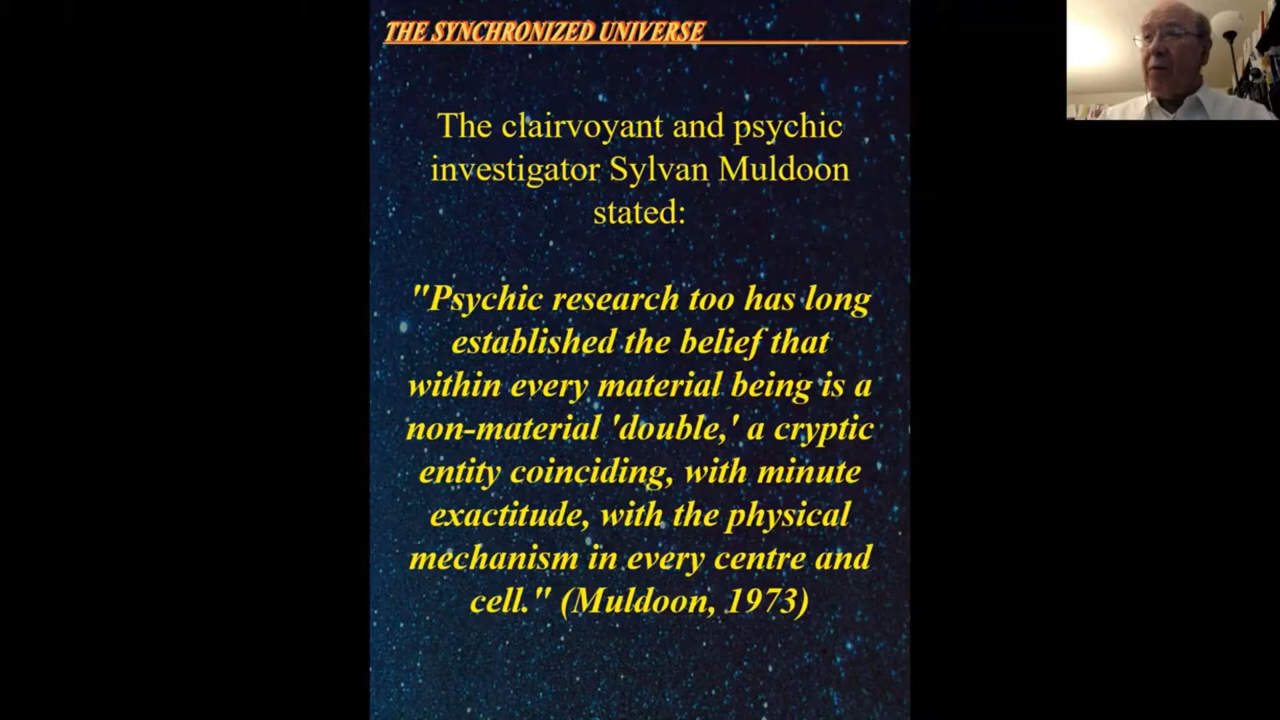 THE SYNCHRONIZED UNIVERSE
The clairvoyant and psychic
investigator Sylvan Muldoon
stated:
"Psychic research too has long
established the belief that
within every material being is a
non-material 'double,' a cryptic
entity coinciding, with minute
exactitude, with the physical
mechanism in every centre and
cell." (Muldoon, 1973)